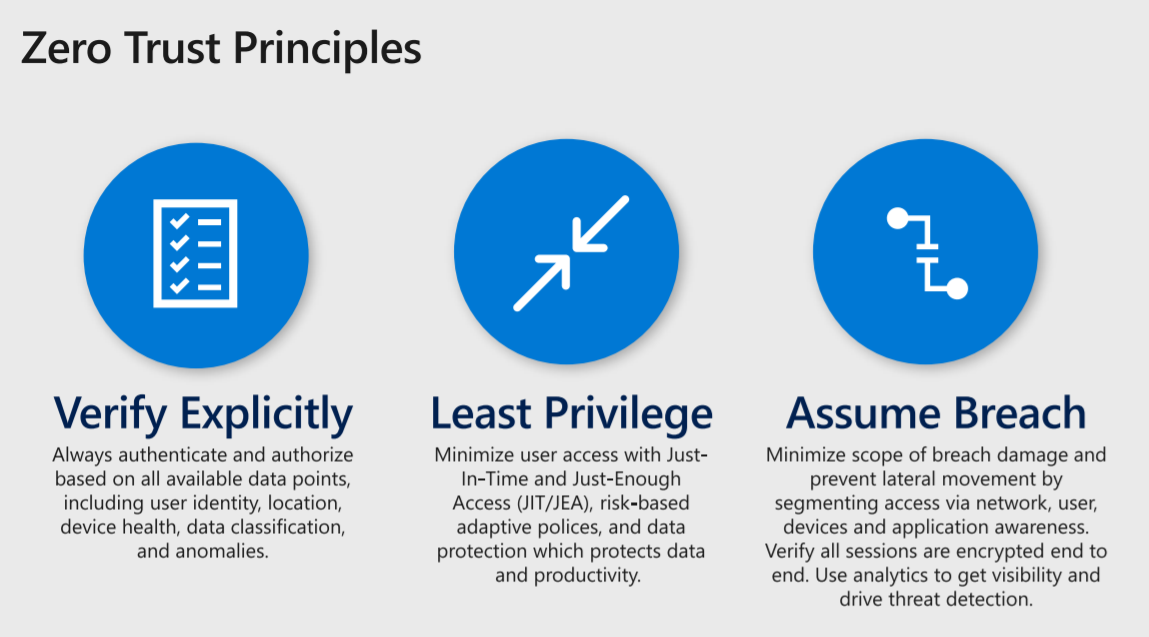 Zero Trust Principles
Verify Explicitly
Always authenticate and authorize
based on all available data points,
including user identity, location,
device health, data classification,
and anomalies.
Least Privilege
Minimize user access with Just-
In-Time and Just-Enough
Access (JIT/JEA), risk-based
adaptive polices, and data
protection which protects data
and productivity.
Assume Breach
Minimize scope of breach damage and
prevent lateral movement by
segmenting access via network, user,
devices and application awareness.
Verify all sessions are encrypted end to
end. Use analytics to get visibility and
drive threat detection.